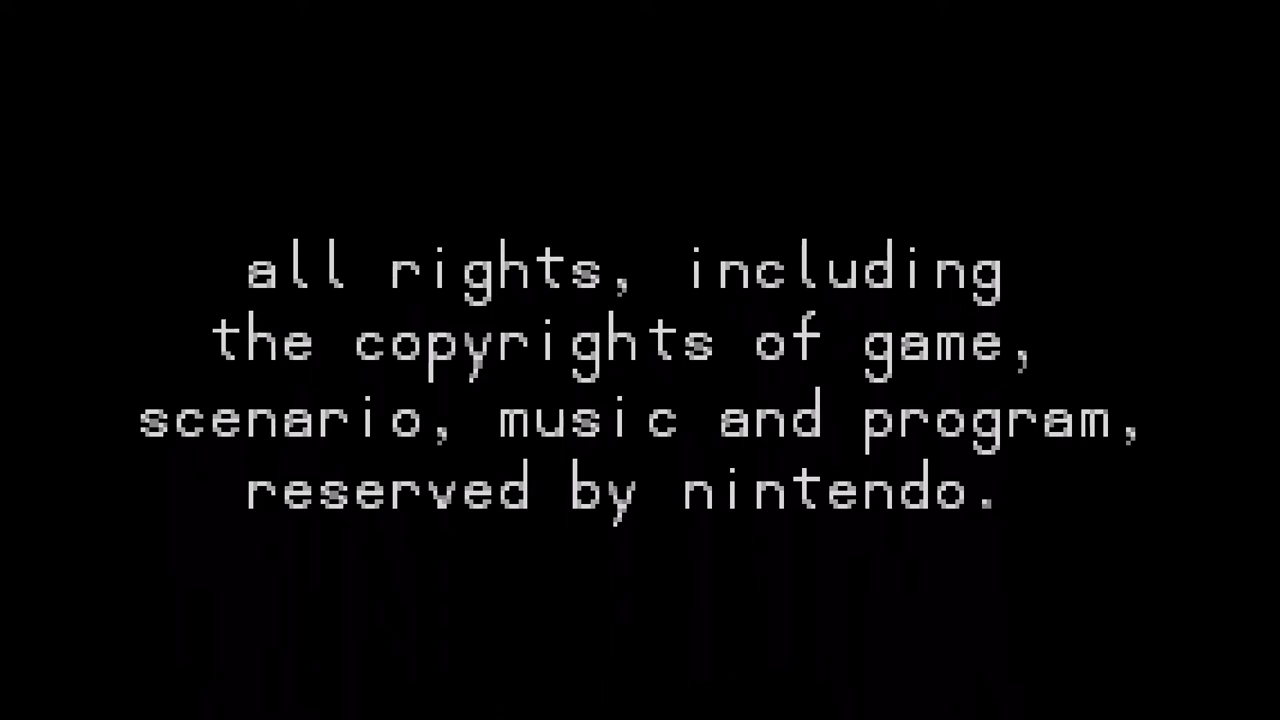 all rights, including
the copyrights of game,
scenario, music and program,
reserved by nintendo.